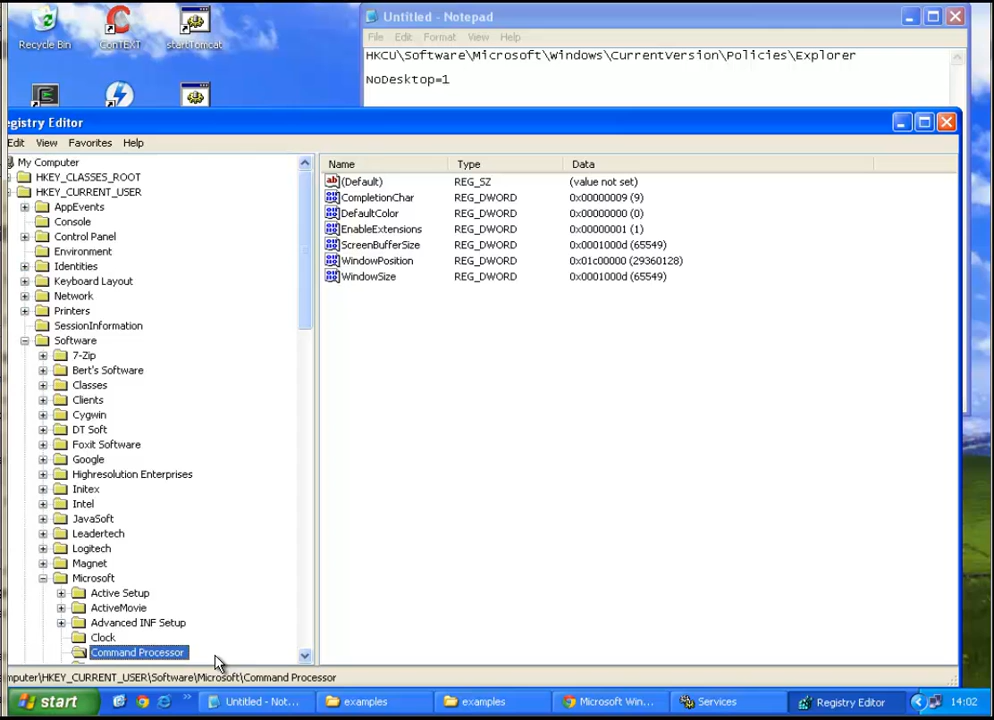 Untitled - Notepad
Recycle Bin
ConTEXT
startTomcat
File Edit Format View Help
HKCU\Software\Microsoft\Windows\CurrentVersion\Policies\Explorer
NoDesktop=1
egistry Editor
Edit View Favorites Help
Name Type Data
My Computer
HKEY_CLASSES_ROOT
HKEY_CURRENT_USER
AppEvents
Console
Control Panel
Environment
Identities
Keyboard Layout
Network
Printers
SessionInformation
Software
7-Zip
Bert's Software
Classes
Clients
Cygwin
DT Soft
Foxit Software
Google
Highresolution Enterprises
Initex
Intel
JavaSoft
Leadertech
Logitech
Magnet
Microsoft
Active Setup
ActiveMovie
Advanced INF Setup
Clock
Command Processor
(Default) REG_SZ (value not set)
CompletionChar REG_DWORD 0x00000009 (9)
DefaultColor REG_DWORD 0x00000000 (0)
EnableExtensions REG_DWORD 0x00000001 (1)
ScreenBufferSize REG_DWORD 0x0001000d (65549)
WindowPosition REG_DWORD 0x01c00000 (29360128)
WindowSize REG_DWORD 0x0001000d (65549)
mputer\HKEY_CURRENT_USER\Software\Microsoft\Command Processor
start
Untitled - Not...
examples
examples
Microsoft Win...
Services
Registry Editor
14:02